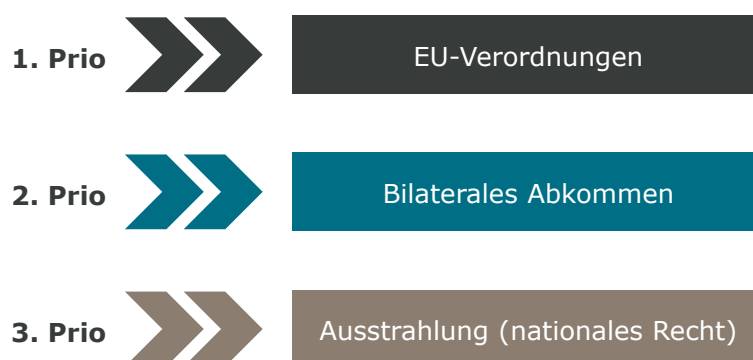 1. Prio EU-Verordnungen
2. Prio Bilaterales Abkommen
3. Prio Ausstrahlung (nationales Recht)